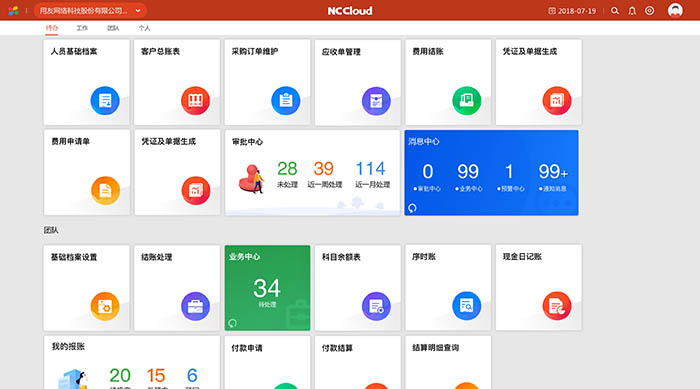 用友网络科技股份有限公司...
NCCloud
2018-07-19
待办 工作 团队 个人
人员基础档案
客户总账表
采购订单维护
应收单管理
费用结账
凭证及单据生成
费用申请单
凭证及单据生成
审批中心
28 39 114
未处理 近一周处理 近一月处理
消息中心
0 99 1 99+
审批中心 业务中心 预警中心 通知消息
团队
基础档案设置
结账处理
业务中心
34
待处理
科目余额表
序时账
现金日记账
我的报账
20 15 6
付款申请
付款结算
结算明细查询